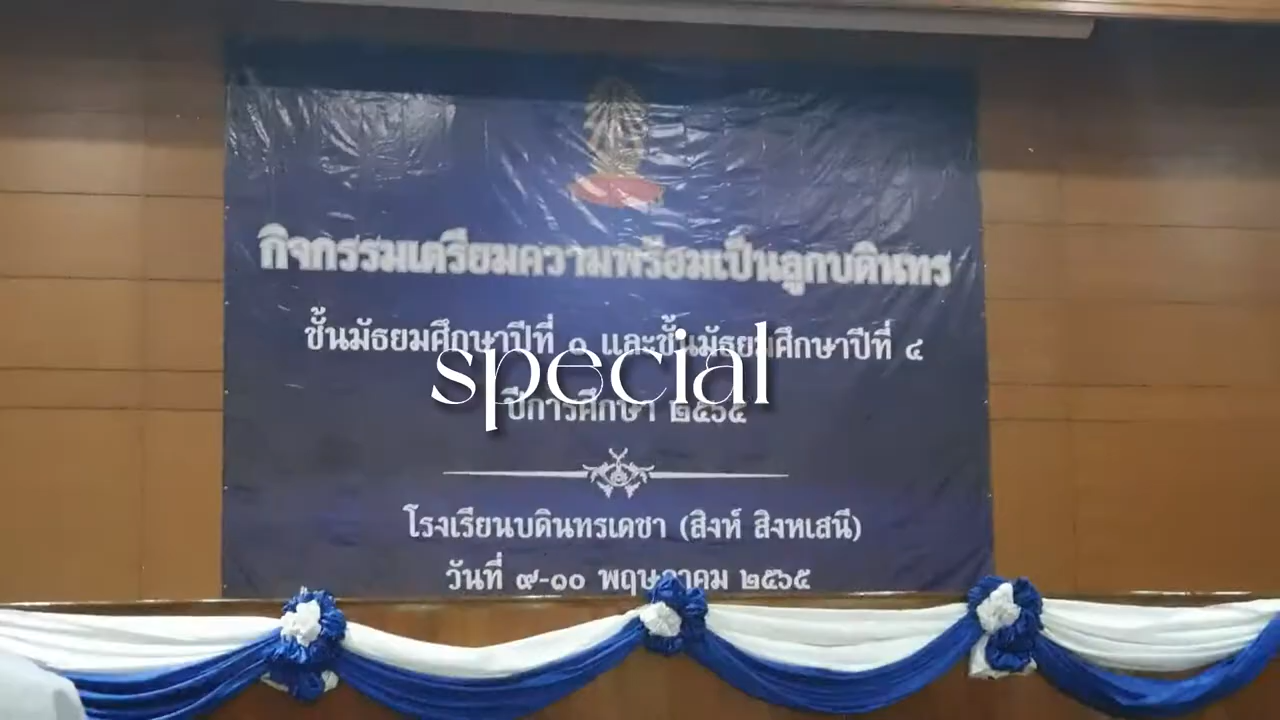 กิจกรรมเตรียมความพร้อมเป็นลูกบดินทร
ชั้นมัธยมศึกษาปีที่ ๑ และชั้นมัธยมศึกษาปีที่ ๔
special
ปีการศึกษา ๒๕๖๕
โรงเรียนบดินทรเดชา (สิงห์ สิงหเสนี)
วันที่ ๙-๑๐ พฤษภาคม ๒๕๖๕